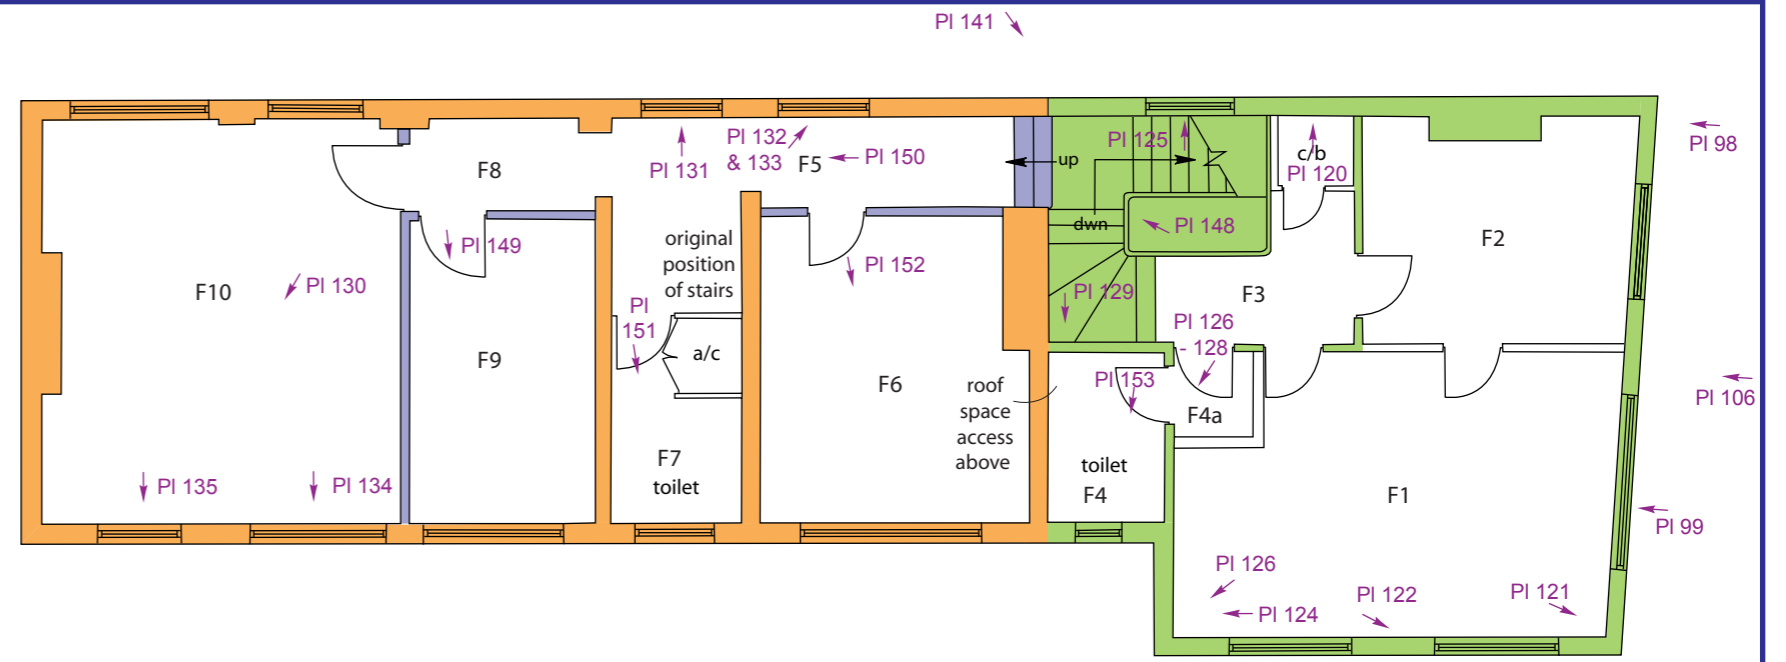 Pl 141
Pl 98
Pl 132
& 133
Pl 131
F5
Pl 150
up
Pl 125
c/b
Pl 120
F8
dwn
Pl 148
F2
Pl 149
original
position
of stairs
Pl 152
F10
Pl 130
Pl
151
Pl 129
F3
Pl 126
- 128
a/c
F9
F6
roof
space
access
above
Pl 153
F4a
Pl 106
F7
toilet
toilet
F4
F1
Pl 135
Pl 134
Pl 99
Pl 126
Pl 124
Pl 122
Pl 121